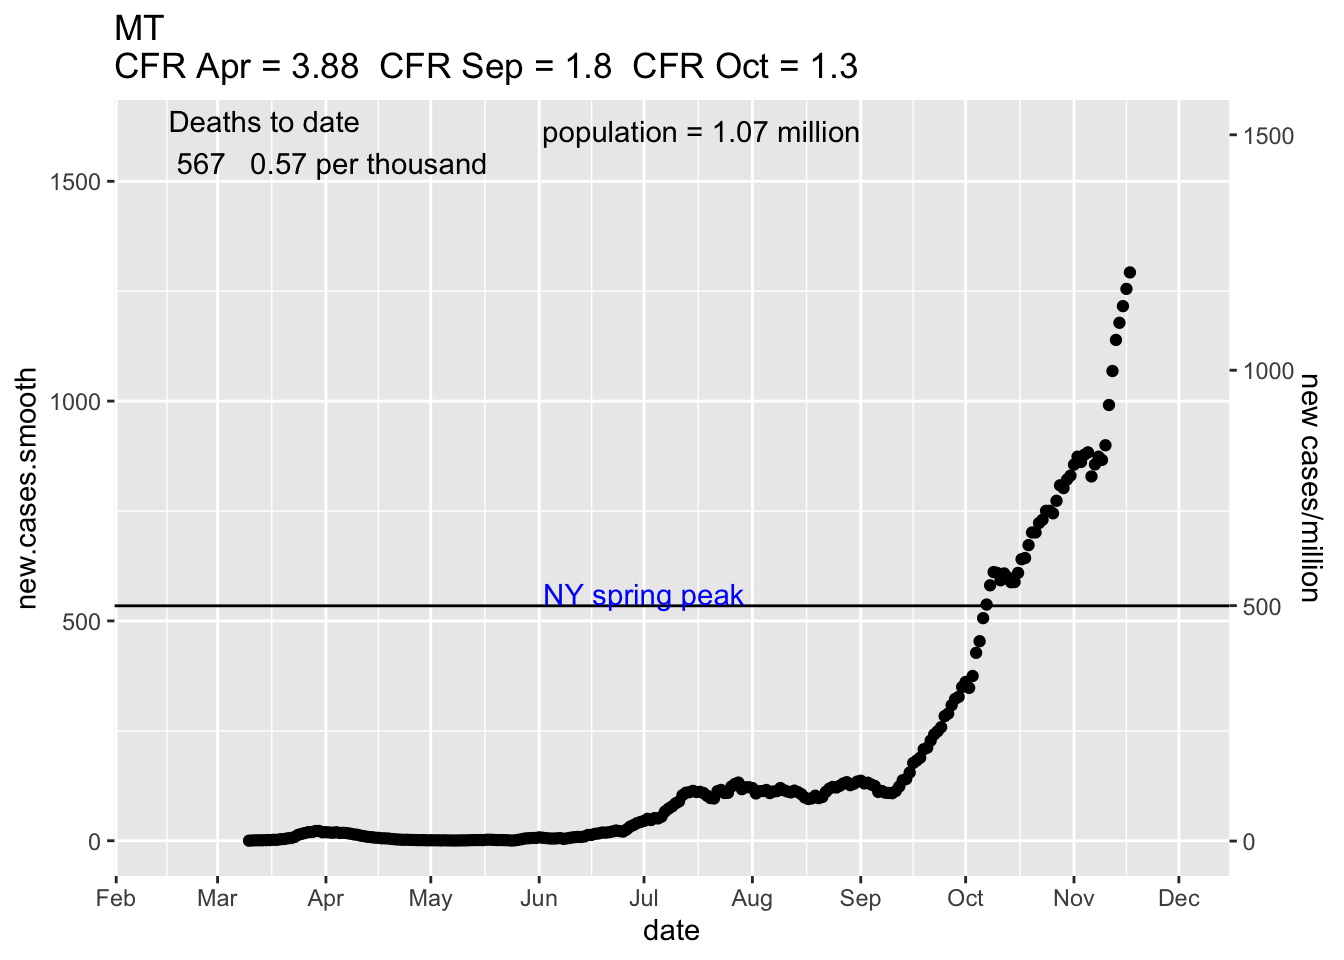 MT
CFR Apr = 3.88  CFR Sep = 1.8  CFR Oct = 1.3
Deaths to date
567   0.57 per thousand
population = 1.07 million
NY spring peak
new.cases.smooth
1500
1000
500
0
1500
1000
500
0
new cases/million
Feb Mar Apr May Jun Jul Aug Sep Oct Nov Dec
date